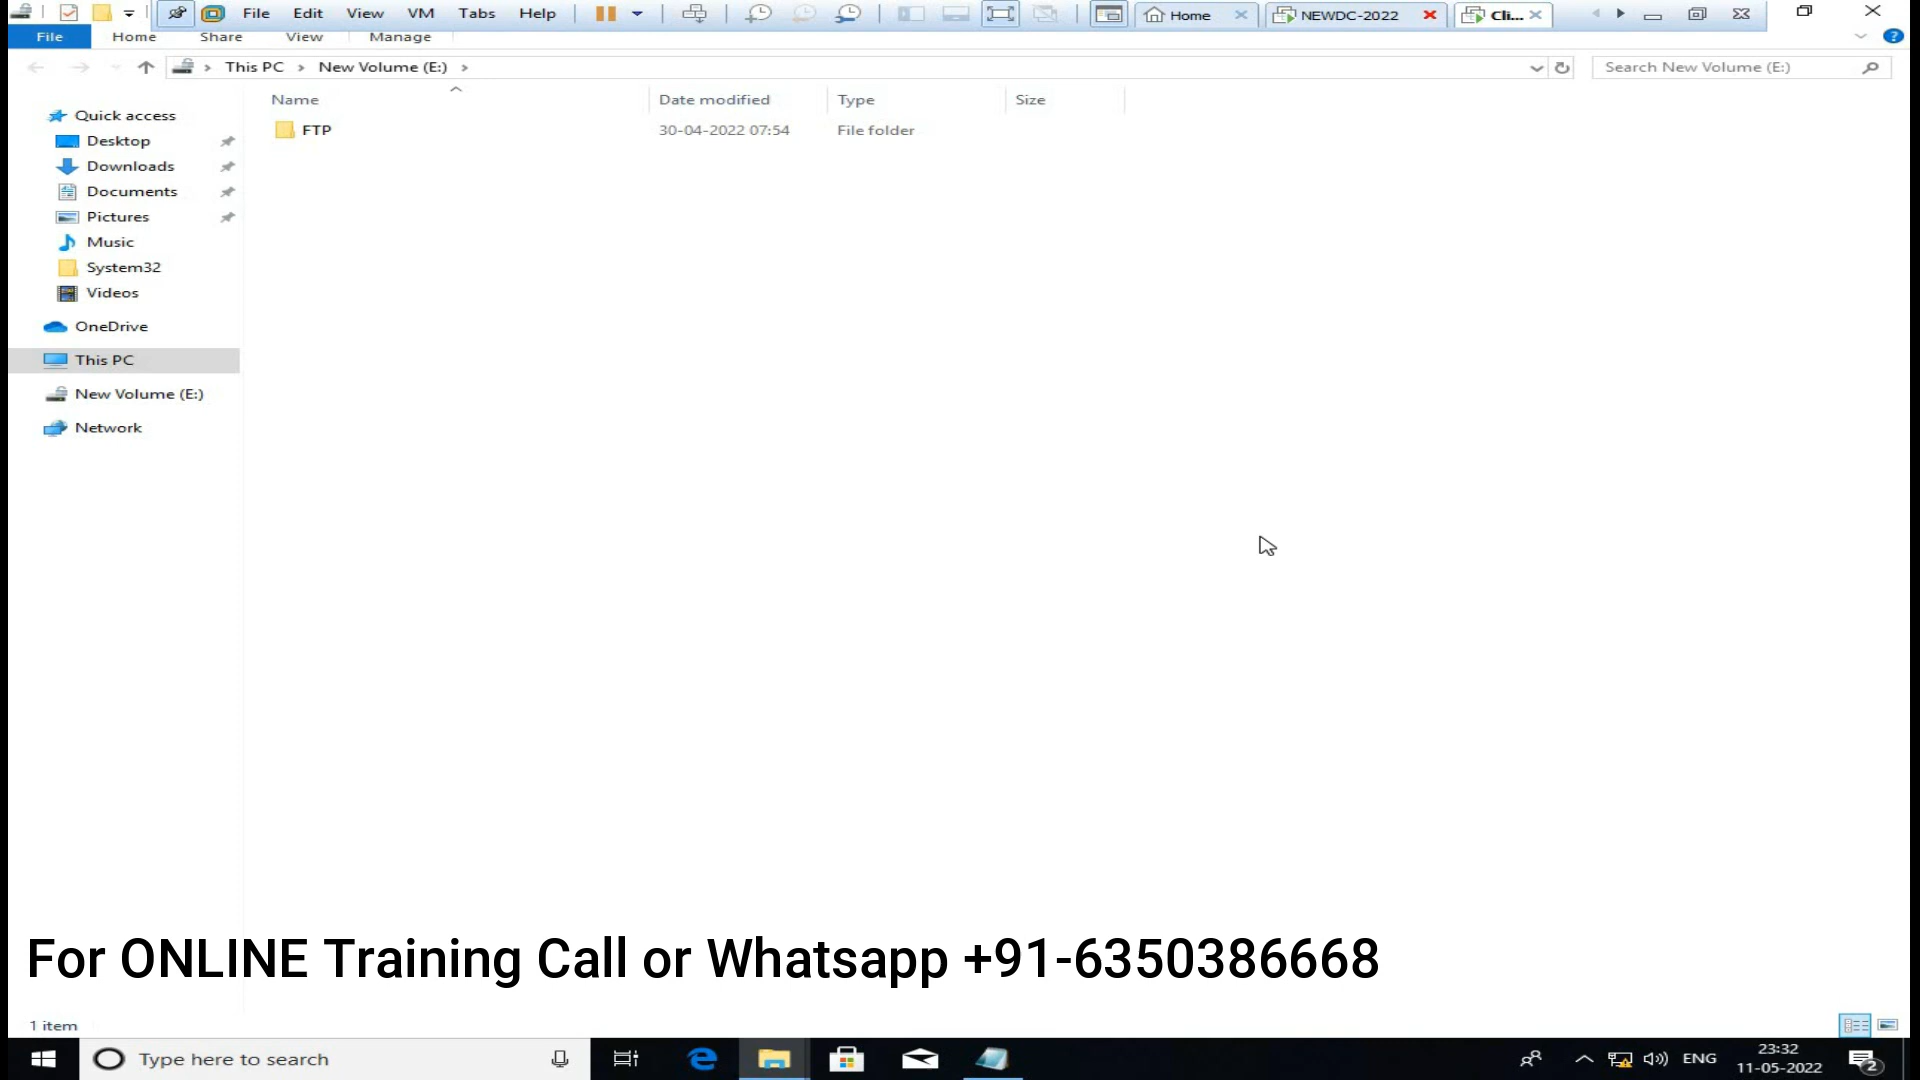 File Edit View VM Tabs Help Home NEWDC-2022 Cli...
File Home Share View Manage
This PC New Volume (E:) Search New Volume (E:)
Name Date modified Type Size
FTP 30-04-2022 07:54 File folder
Quick access
Desktop
Downloads
Documents
Pictures
Music
System32
Videos
OneDrive
This PC
New Volume (E:)
Network
For ONLINE Training Call or Whatsapp +91-6350386668
1 item
Type here to search ENG 23:32
11-05-2022 2